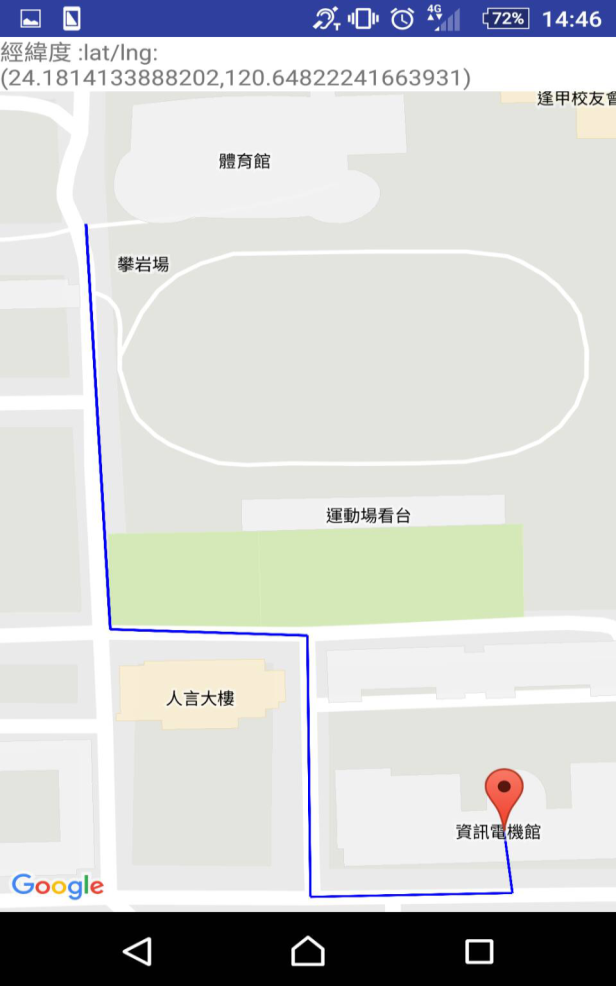 4G
72%
14:46
經緯度 :lat/lng:
(24.1814133888202,120.64822241663931)
逢甲校友會
體育館
攀岩場
運動場看台
人言大樓
資訊電機館
Google